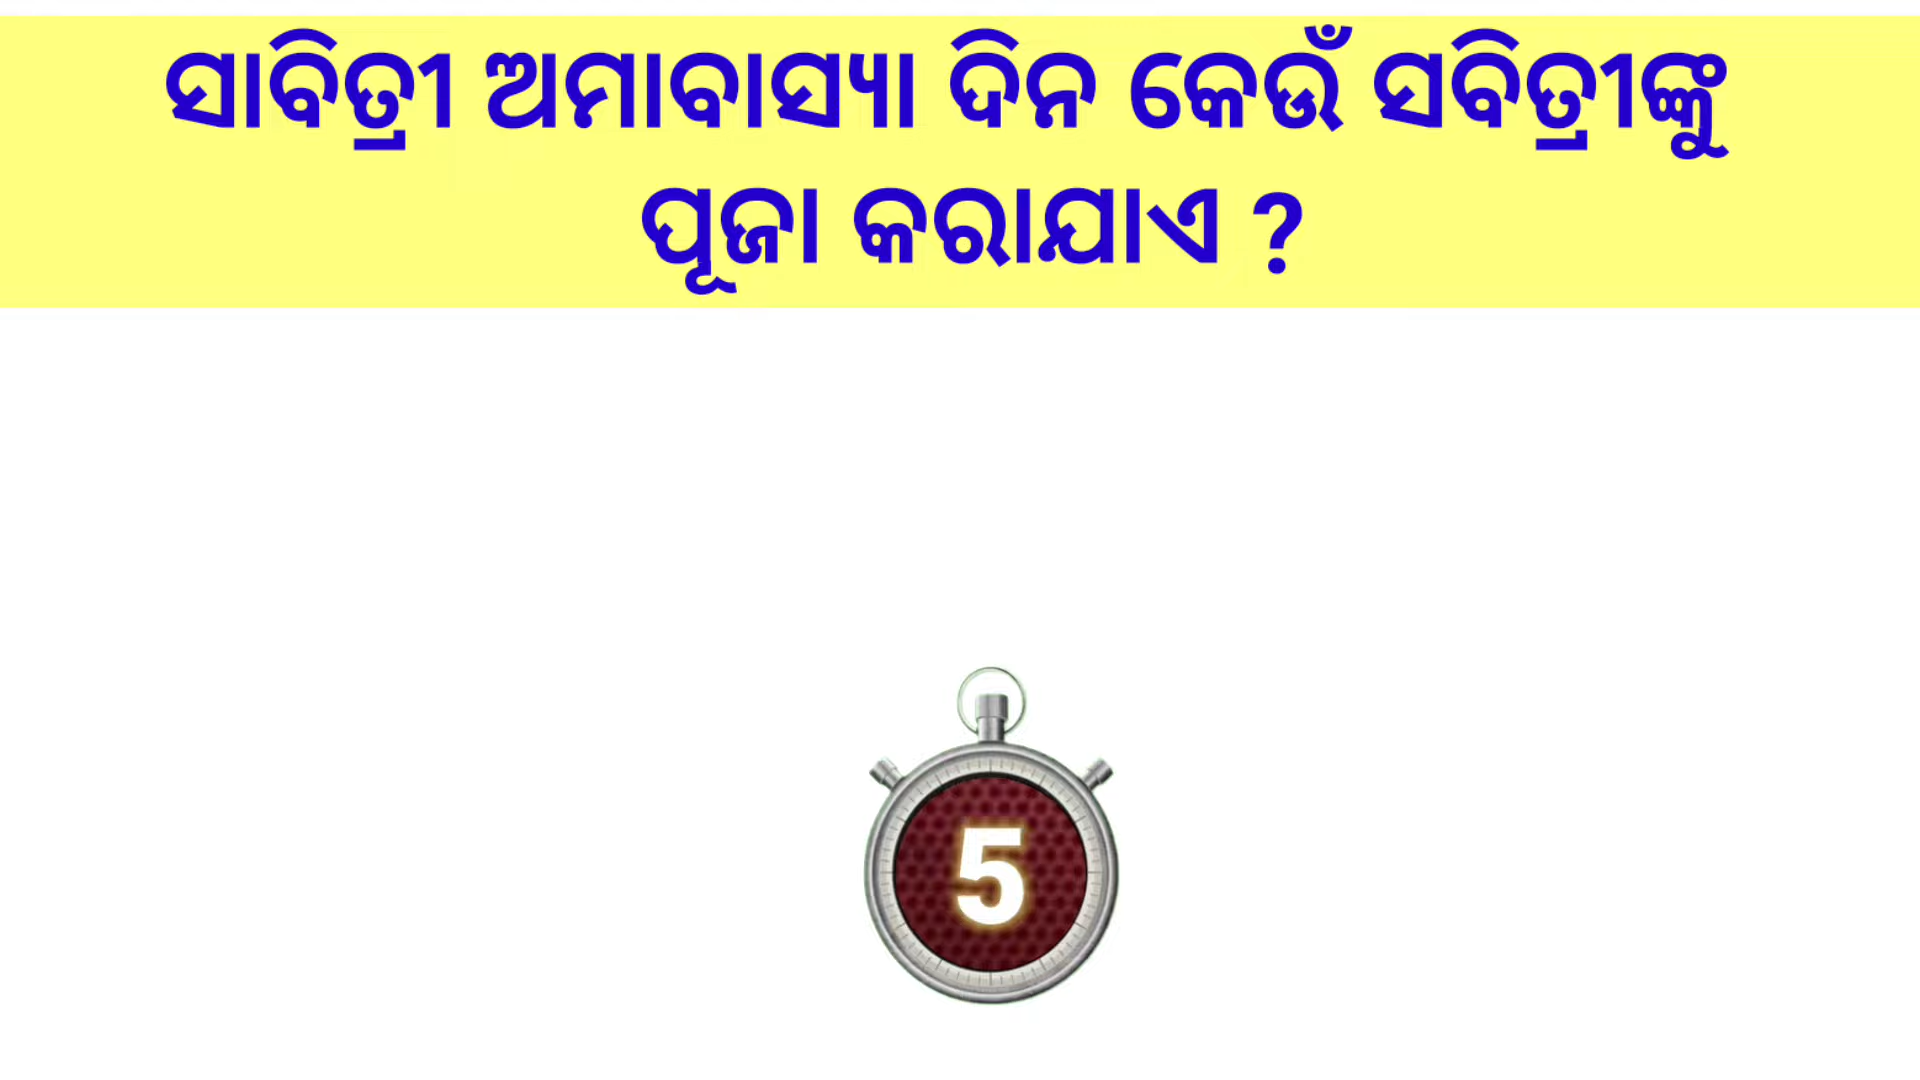 ସାବିତ୍ରୀ ଅମାବାସ୍ୟା ଦିନ କେଉଁ ସବିତ୍ରୀଙ୍କୁ
ପୂଜା କରାଯାଏ ?
5